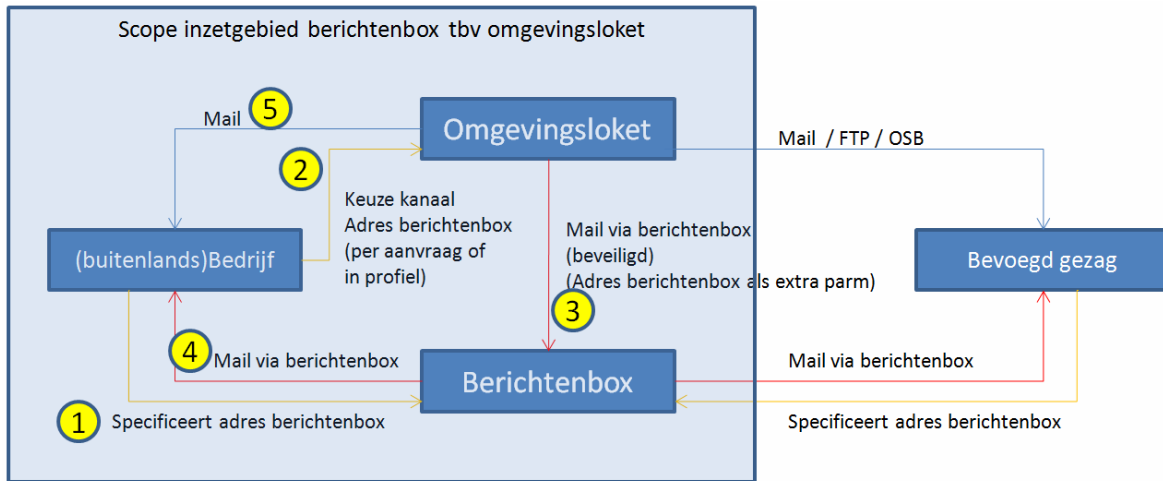 Scope inzetgebied berichtenbox tbv omgevingsloket
Mail
5
Omgevingsloket
Mail / FTP / OSB
2
Keuze kanaal
Adres berichtenbox
(per aanvraag of
in profiel)
Mail via berichtenbox
(beveiligd)
(Adres berichtenbox als extra parm)
(buitenlands)Bedrijf
Bevoegd gezag
3
4
Mail via berichtenbox
Berichtenbox
Mail via berichtenbox
1
Specificeert adres berichtenbox
Specificeert adres berichtenbox